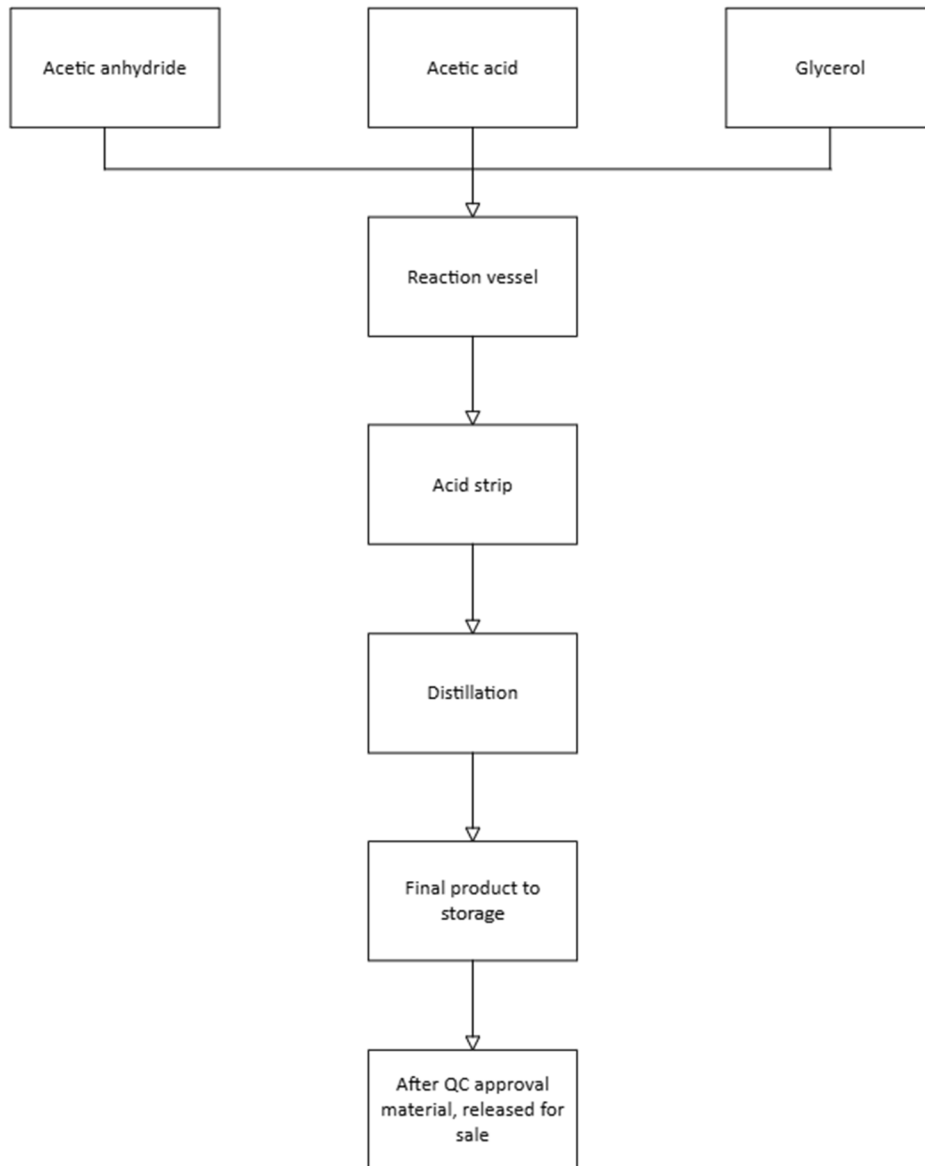 Acetic anhydride
Acetic acid
Glycerol
Reaction vessel
Acid strip
Distillation
Final product to
storage
After QC approval
material, released for
sale